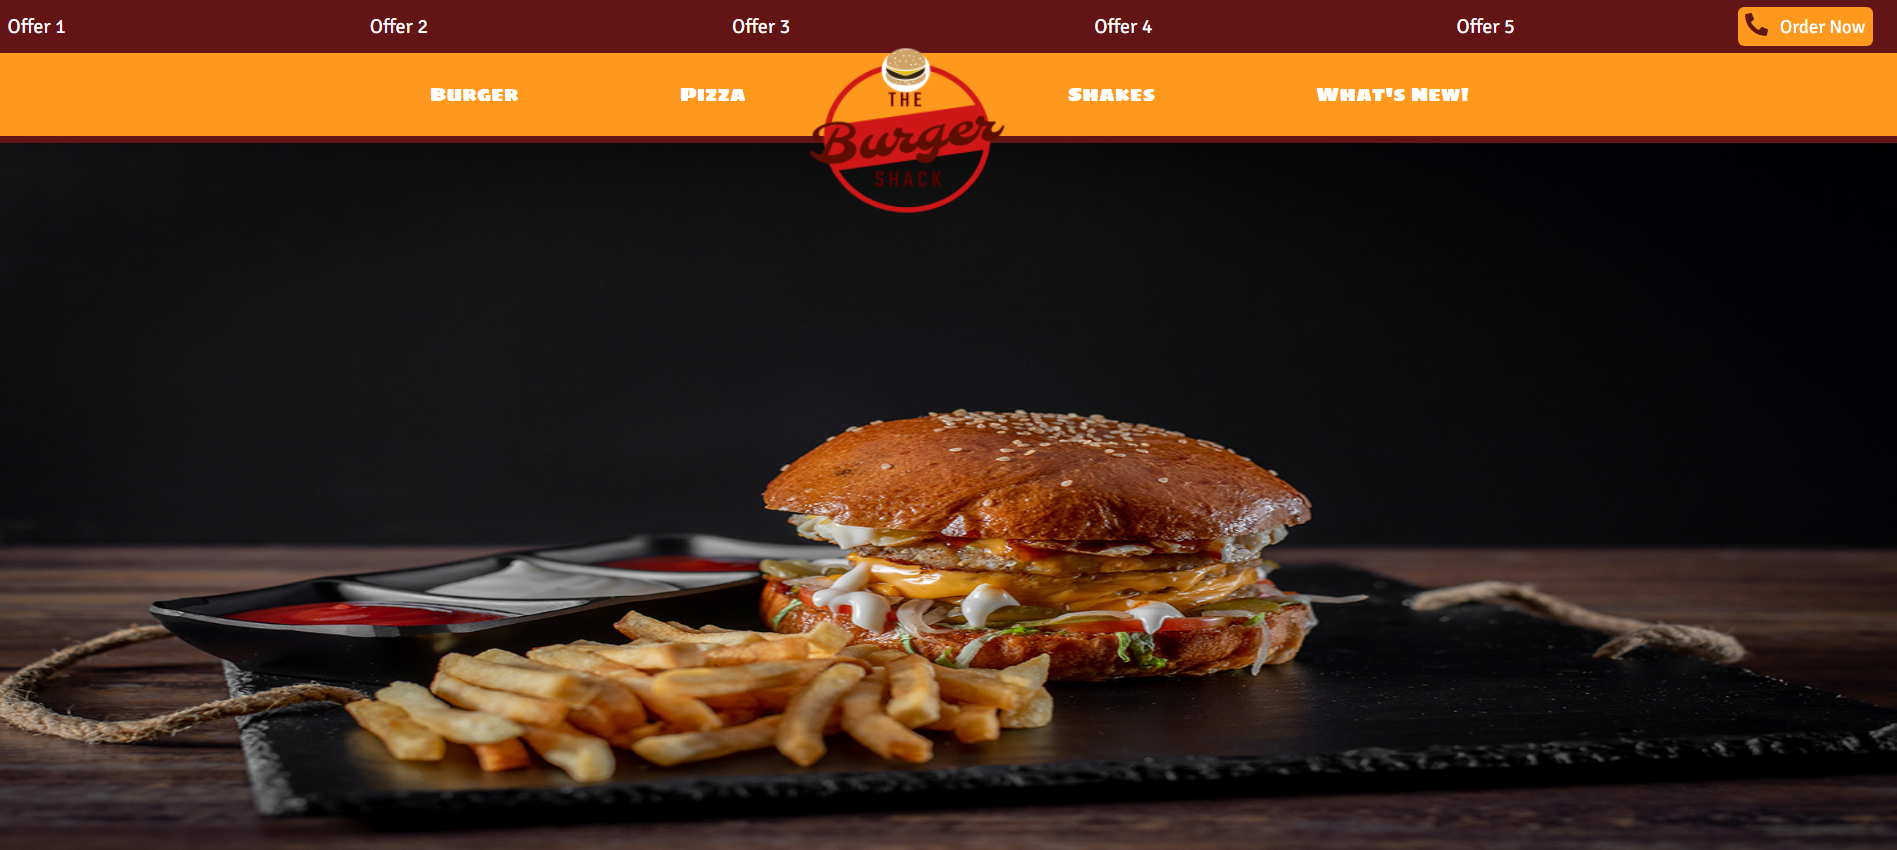 Offer 1
Offer 2
Offer 3
Offer 4
Offer 5
Order Now
Burger
Pizza
THE
Burger
SHACK
Shakes
What's New!